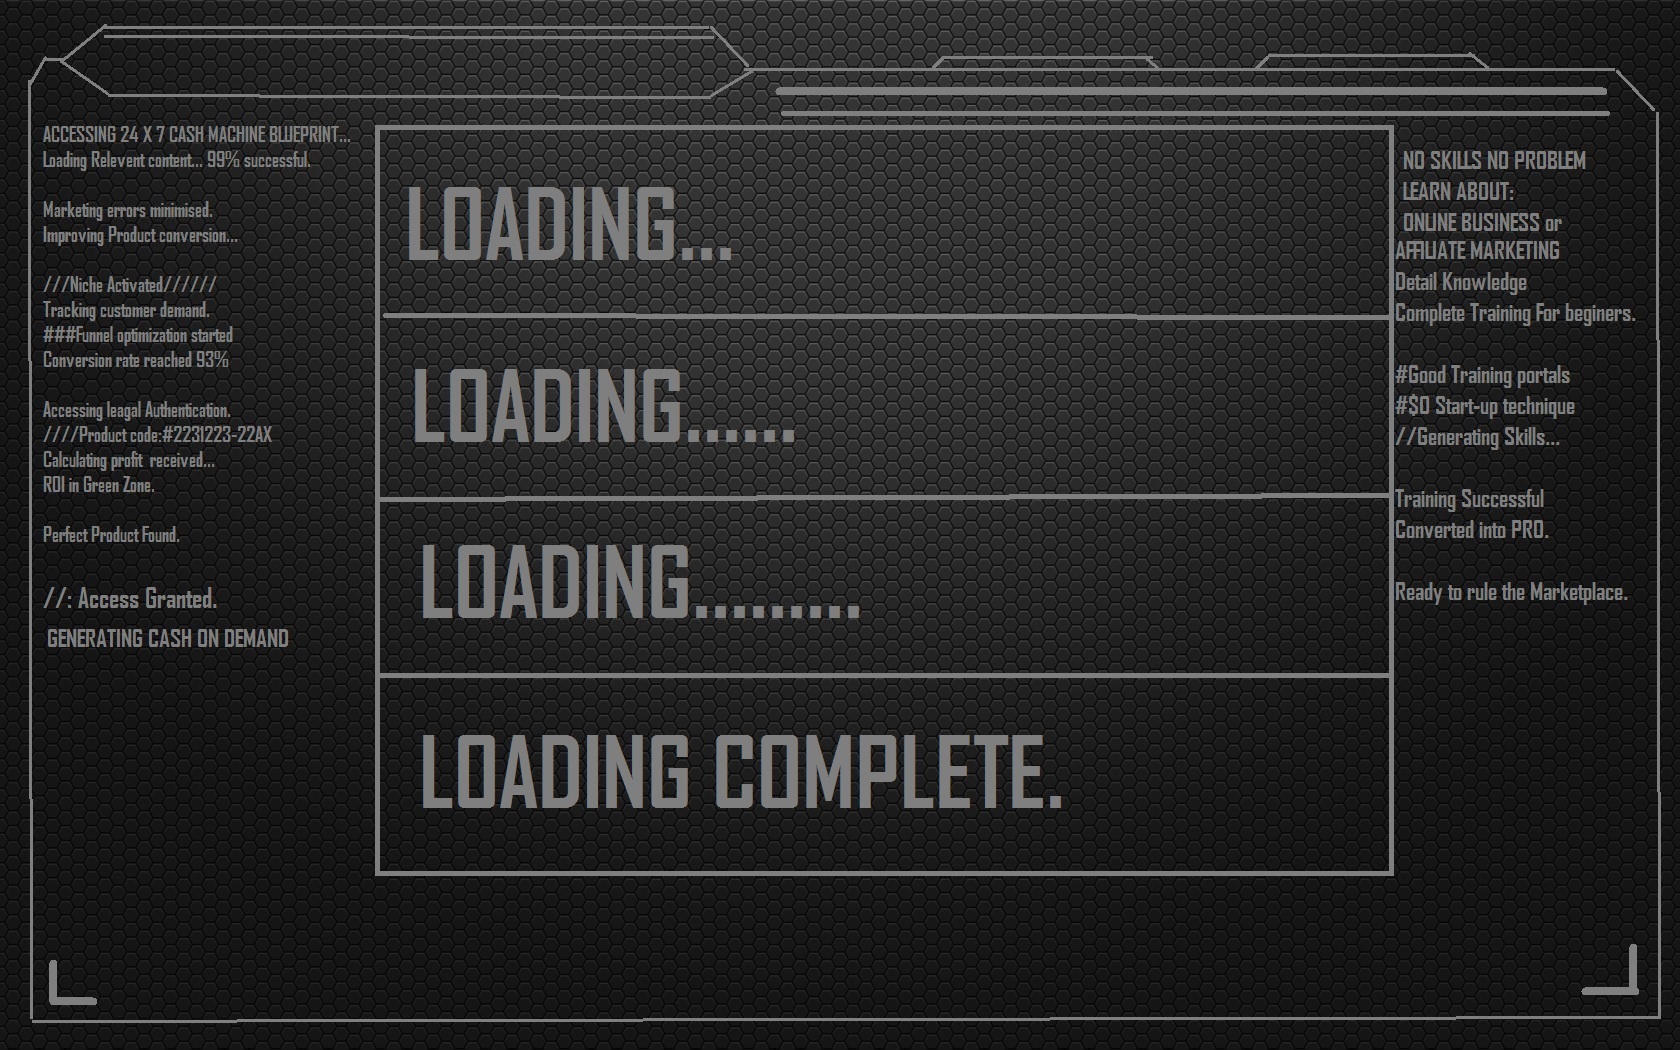 ACCESSING 24 X 7 CASH MACHINE BLUEPRINT...
Loading Relevent content... 99% successful.
Marketing errors minimised.
Improving Product conversion...
///Niche Activated//////
Tracking customer demand.
###Funnel optimization started
Conversion rate reached 93%
Accessing leagal Authentication.
////Product code:#2231223-22AX
Calculating profit  received...
ROI in Green Zone.
Perfect Product Found.
//: Access Granted.
GENERATING CASH ON DEMAND
LOADING...
LOADING......
LOADING.........
LOADING COMPLETE.
NO SKILLS NO PROBLEM
LEARN ABOUT:
ONLINE BUSINESS or
AFFILIATE MARKETING
Detail Knowledge
Complete Training For beginers.
#Good Training portals
#$0 Start-up technique
//Generating Skills...
Training Successful
Converted into PRO.
Ready to rule the Marketplace.